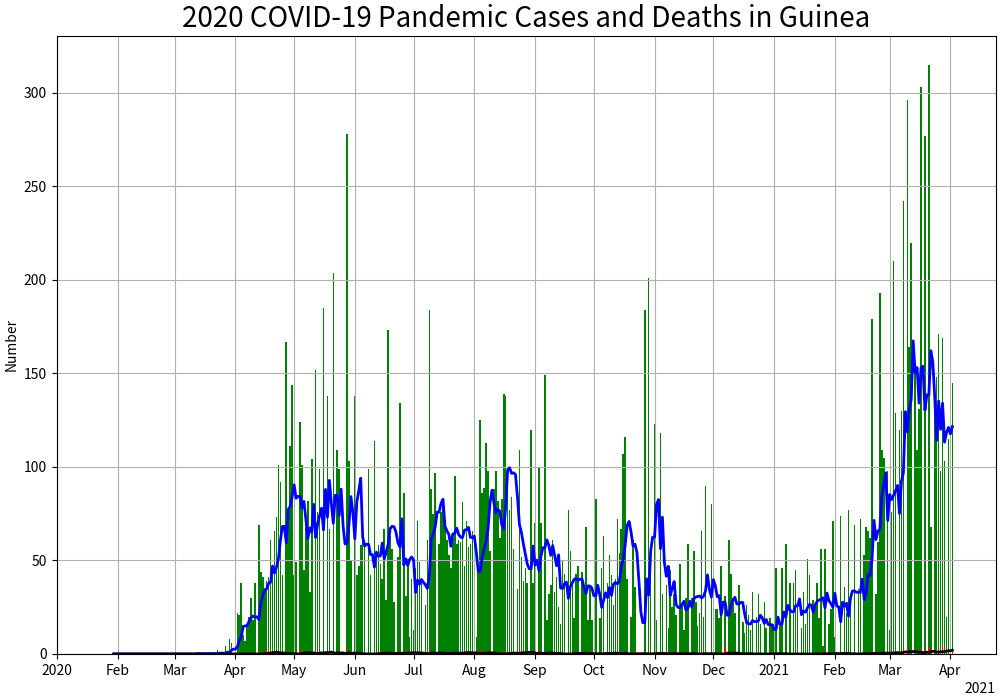 2020 COVID-19 Pandemic Cases and Deaths in Guinea
Number
300
250
200
150
100
50
0
2020 Feb Mar Apr May Jun Jul Aug Sep Oct Nov Dec 2021 Feb Mar Apr
2021